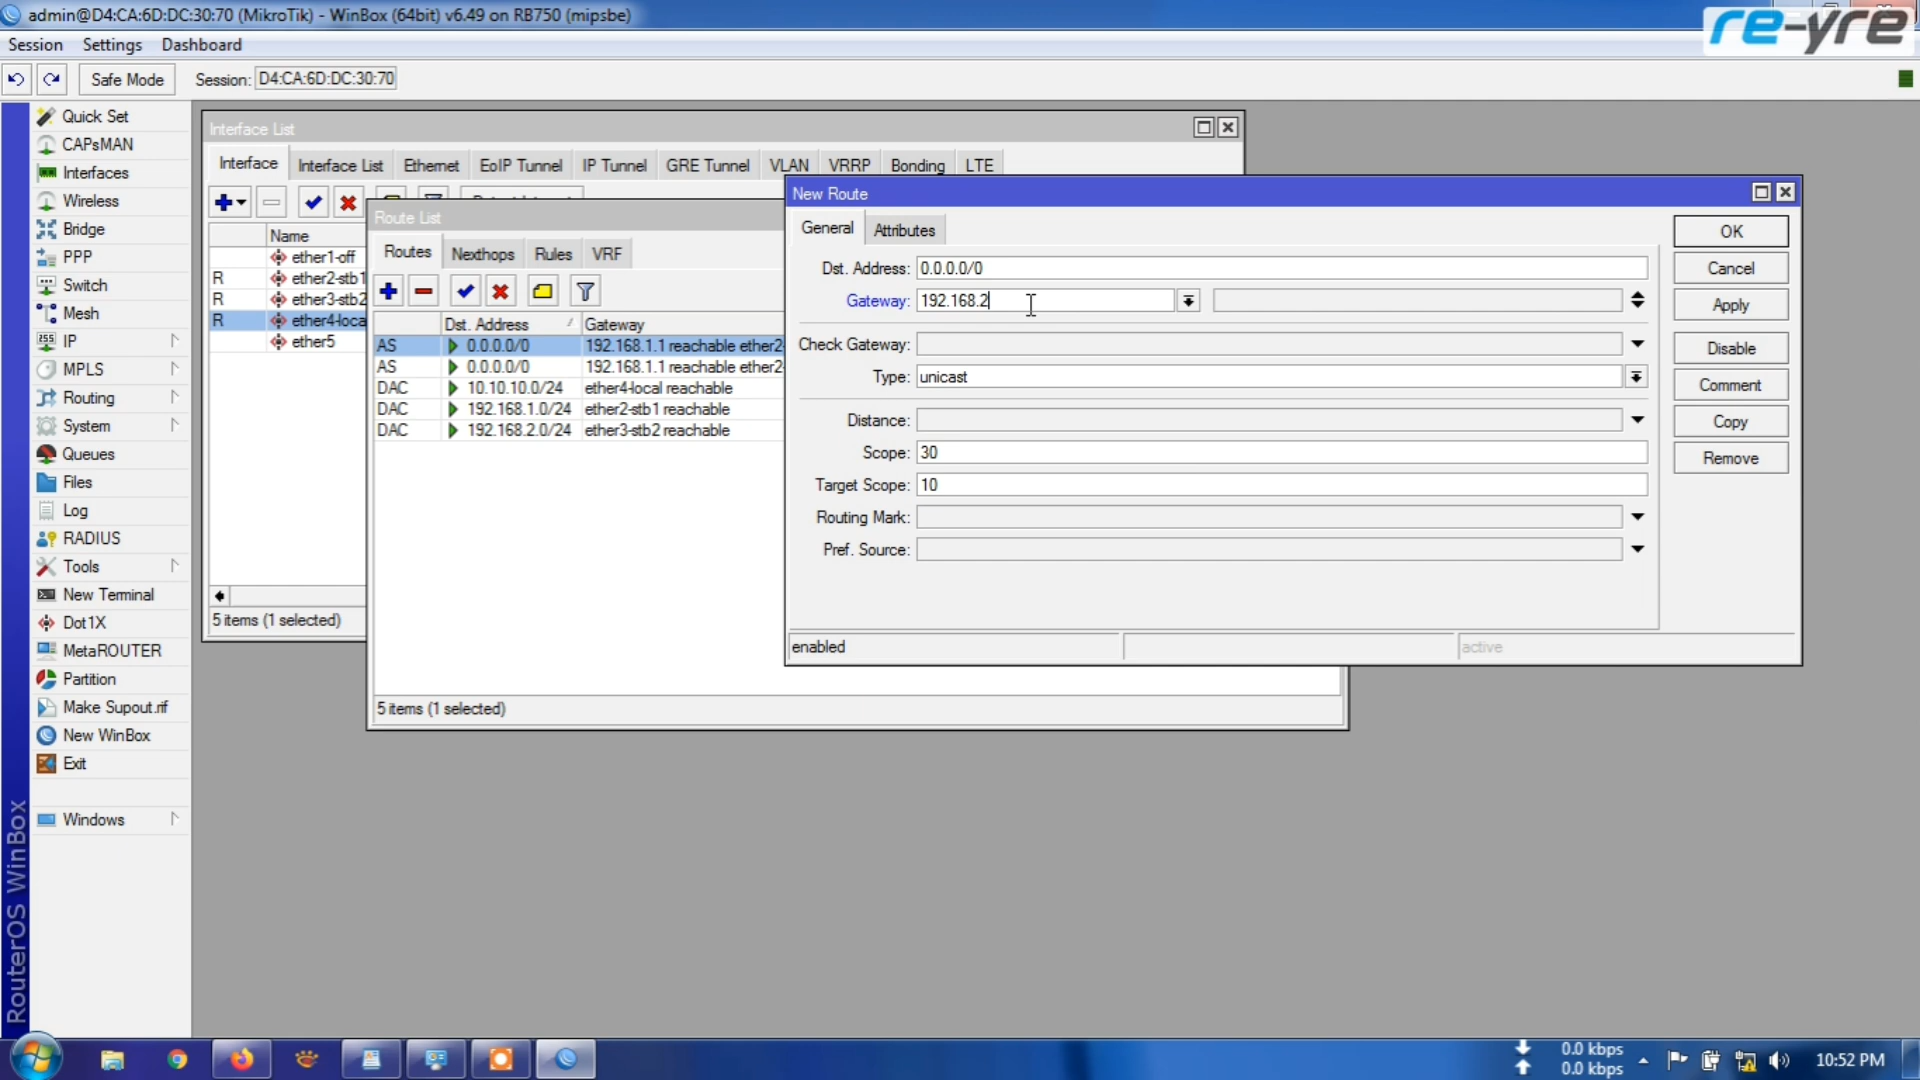 admin@D4:CA:6D:DC:30:70 (MikroTik) - WinBox (64bit) v6.49 on RB750 (mipsbe)
re-yre
Session Settings Dashboard
Safe Mode Session: D4:CA:6D:DC:30:70
Quick Set
CAPsMAN
Interfaces
Wireless
Bridge
PPP
Switch
Mesh
IP
MPLS
Routing
System
Queues
Files
Log
RADIUS
Tools
New Terminal
Dot1X
MetaROUTER
Partition
Make Supout.rif
New WinBox
Exit
Windows
RouterOS WinBox
Interface List
Interface Interface List Ethernet EoIP Tunnel IP Tunnel GRE Tunnel VLAN VRRP Bonding LTE
Name
ether1-off
R ether2-stb1
R ether3-stb2
R ether4-loca
ether5
5 items (1 selected)
Route List
Routes Nexthops Rules VRF
Dst. Address Gateway
AS 0.0.0.0/0 192.168.1.1 reachable ether2-
AS 0.0.0.0/0 192.168.1.1 reachable ether2-
DAC 10.10.10.0/24 ether4-local reachable
DAC 192.168.1.0/24 ether2-stb1 reachable
DAC 192.168.2.0/24 ether3-stb2 reachable
5 items (1 selected)
New Route
General Attributes
Dst. Address: 0.0.0.0/0
Gateway: 192.168.2
Check Gateway:
Type: unicast
Distance:
Scope: 30
Target Scope: 10
Routing Mark:
Pref. Source:
OK
Cancel
Apply
Disable
Comment
Copy
Remove
enabled
active
0.0 kbps
0.0 kbps
10:52 PM